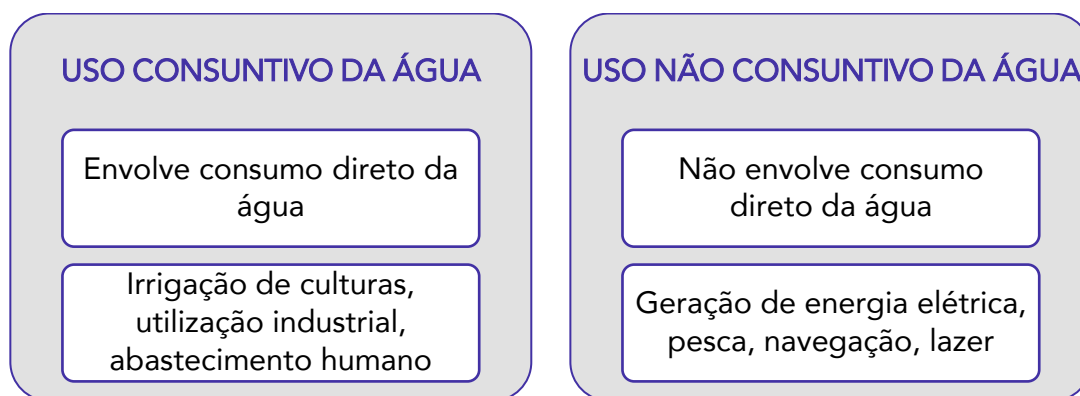 USO CONSUNTIVO DA ÁGUA
Envolve consumo direto da
água
Irrigação de culturas,
utilização industrial,
abastecimento humano
USO NÃO CONSUNTIVO DA ÁGUA
Não envolve consumo
direto da água
Geração de energia elétrica,
pesca, navegação, lazer